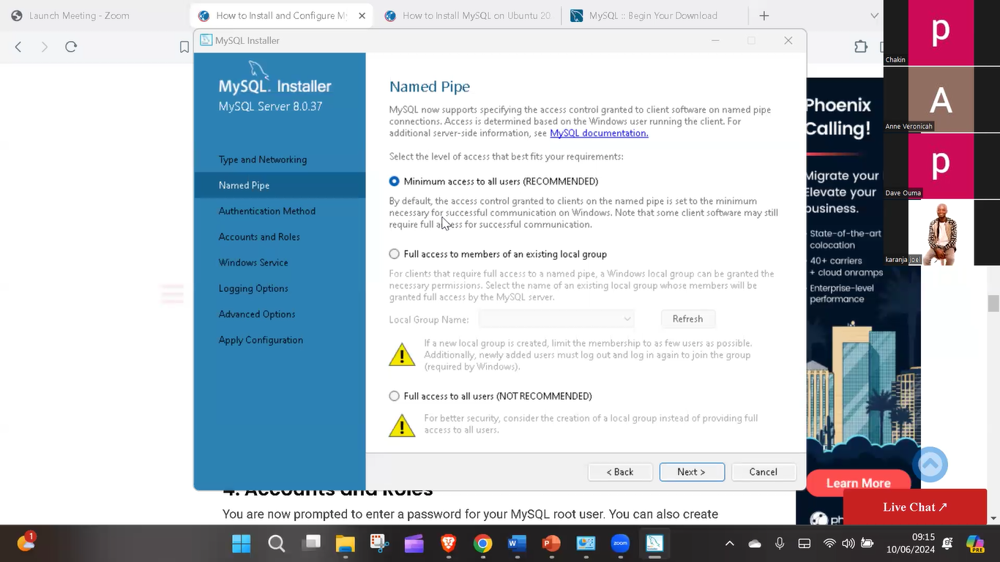 Launch Meeting - Zoom
How to Install and Configure M
How to Install MySQL on Ubuntu 20.
MySQL :: Begin Your Download
MySQL Installer
MySQL. Installer
MySQL Server 8.0.37
Type and Networking
Named Pipe
Authentication Method
Accounts and Roles
Windows Service
Logging Options
Advanced Options
Apply Configuration
Named Pipe
MySQL now supports specifying the access control granted to client software on named pipe
connections. Access is determined based on the Windows user running the client. For
additional server-side information, see MySQL documentation.
Select the level of access that best fits your requirements:
Minimum access to all users (RECOMMENDED)
By default, the access control granted to clients on the named pipe is set to the minimum
necessary for successful communication on Windows. Note that some client software may still
require full access for successful communication.
Full access to members of an existing local group
For clients that require full access to a named pipe, a Windows local group can be granted the
necessary permissions. Select the name of an existing local group whose members will be
granted full access by the MySQL server.
Local Group Name:
Refresh
If a new local group is created, limit the membership to as few users as possible.
Additionally, newly added users must log out and log in again to join the group
(required by Windows).
Full access to all users (NOT RECOMMENDED)
For better security, consider the creation of a local group instead of providing full
access to all users.
< Back
Next >
Cancel
4. Accounts and Roles
You are now prompted to enter a password for your MySQL root user. You can also create
p
Chakin
A
Anne Veronicah
p
Dave Ouma
karanja joel
Phoenix
Calling!
Migrate your
Elevate your
business.
State-of-the-art
colocation
40+ carriers
+ cloud onramps
Enterprise-level
performance
Learn More
ph
Live Chat ↗
1
09:15
10/06/2024
PRE